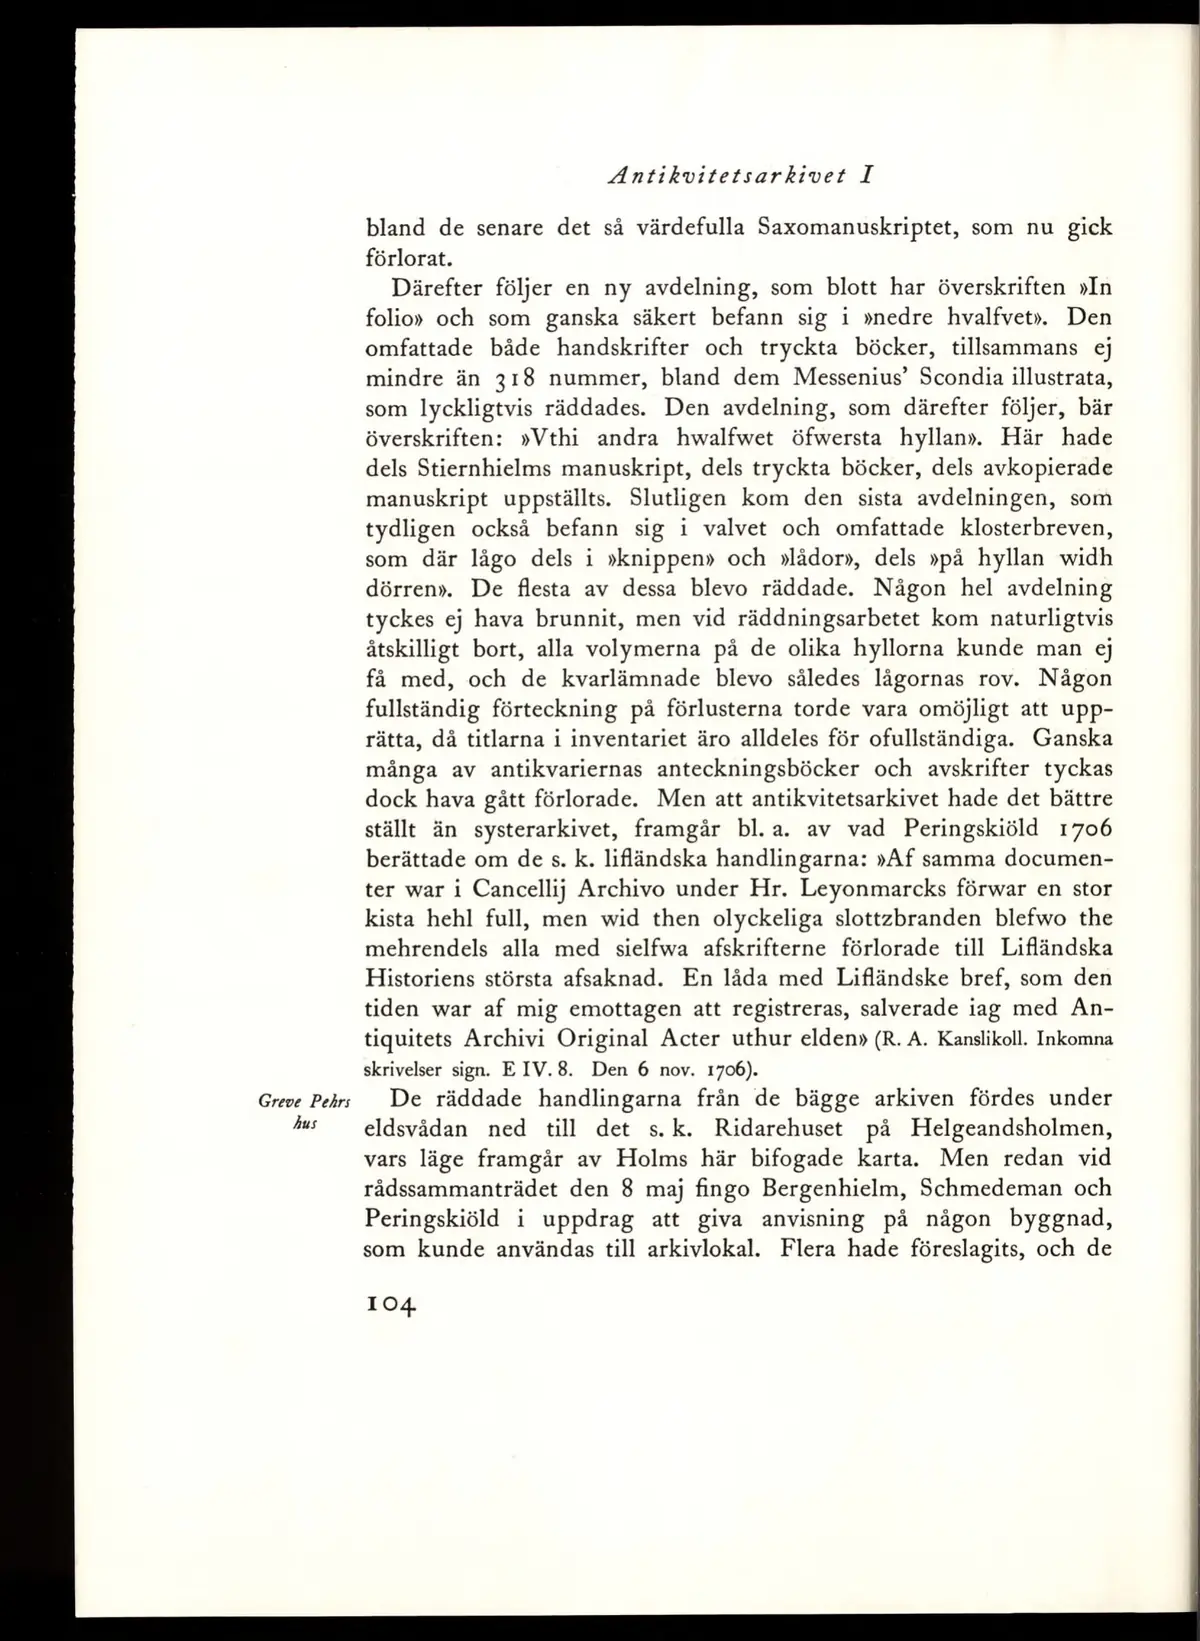 Antikvitetsarkivet I
bland de senare det så värdefulla Saxomanuskriptet, som nu gick
förlorat.
Därefter följer en ny avdelning, som blott har överskriften »In
folio» och som ganska säkert befann sig i »nedre hvalfvet». Den
omfattade både handskrifter och tryckta böcker, tillsammans ej
mindre än 318 nummer, bland dem Messenius’ Scondia illustrata,
som lyckligtvis räddades. Den avdelning, som därefter följer, bär
överskriften: »Vthi andra hwalfwet öfwersta hyllan». Här hade
dels Stiernhielms manuskript, dels tryckta böcker, dels avkopierade
manuskript uppställts. Slutligen kom den sista avdelningen, som
tydligen också befann sig i valvet och omfattade klosterbreven,
som där lågo dels i »knippen» och »lådor», dels »på hyllan widh
dörren». De flesta av dessa blevo räddade. Någon hel avdelning
tyckes ej hava brunnit, men vid räddningsarbetet kom naturligtvis
åtskilligt bort, alla volymerna på de olika hyllorna kunde man ej
få med, och de kvarlämnade blevo således lågornas rov. Någon
fullständig förteckning på förlusterna torde vara omöjligt att upp-
rätta, då titlarna i inventariet äro alldeles för ofullständiga. Ganska
många av antikvariernas anteckningsböcker och avskrifter tyckas
dock hava gått förlorade. Men att antikvitetsarkivet hade det bättre
ställt än systerarkivet, framgår bl. a. av vad Peringskiöld 1706
berättade om de s. k. lifländska handlingarna: »Af samma documen-
ter war i Cancellij Archivo under Hr. Leyonmarcks förwar en stor
kista hehl full, men wid then olyckeliga slottzbranden blefwo the
mehrendels alla med sielfwa afskrifterne förlorade till Lifländska
Historiens största afsaknad. En låda med Lifländske bref, som den
tiden war af mig emottagen att registreras, salverade iag med An-
tiquitets Archivi Original Acter uthur elden» (R. A. Kanslikoll. Inkomna
skrivelser sign. E IV. 8. Den 6 nov. 1706).
Greve Pehrs
hus
De räddade handlingarna från de bägge arkiven fördes under
eldsvådan ned till det s. k. Ridarehuset på Helgeandsholmen,
vars läge framgår av Holms här bifogade karta. Men redan vid
rådssammanträdet den 8 maj fingo Bergenhielm, Schmedeman och
Peringskiöld i uppdrag att giva anvisning på någon byggnad,
som kunde användas till arkivlokal. Flera hade föreslagits, och de
104